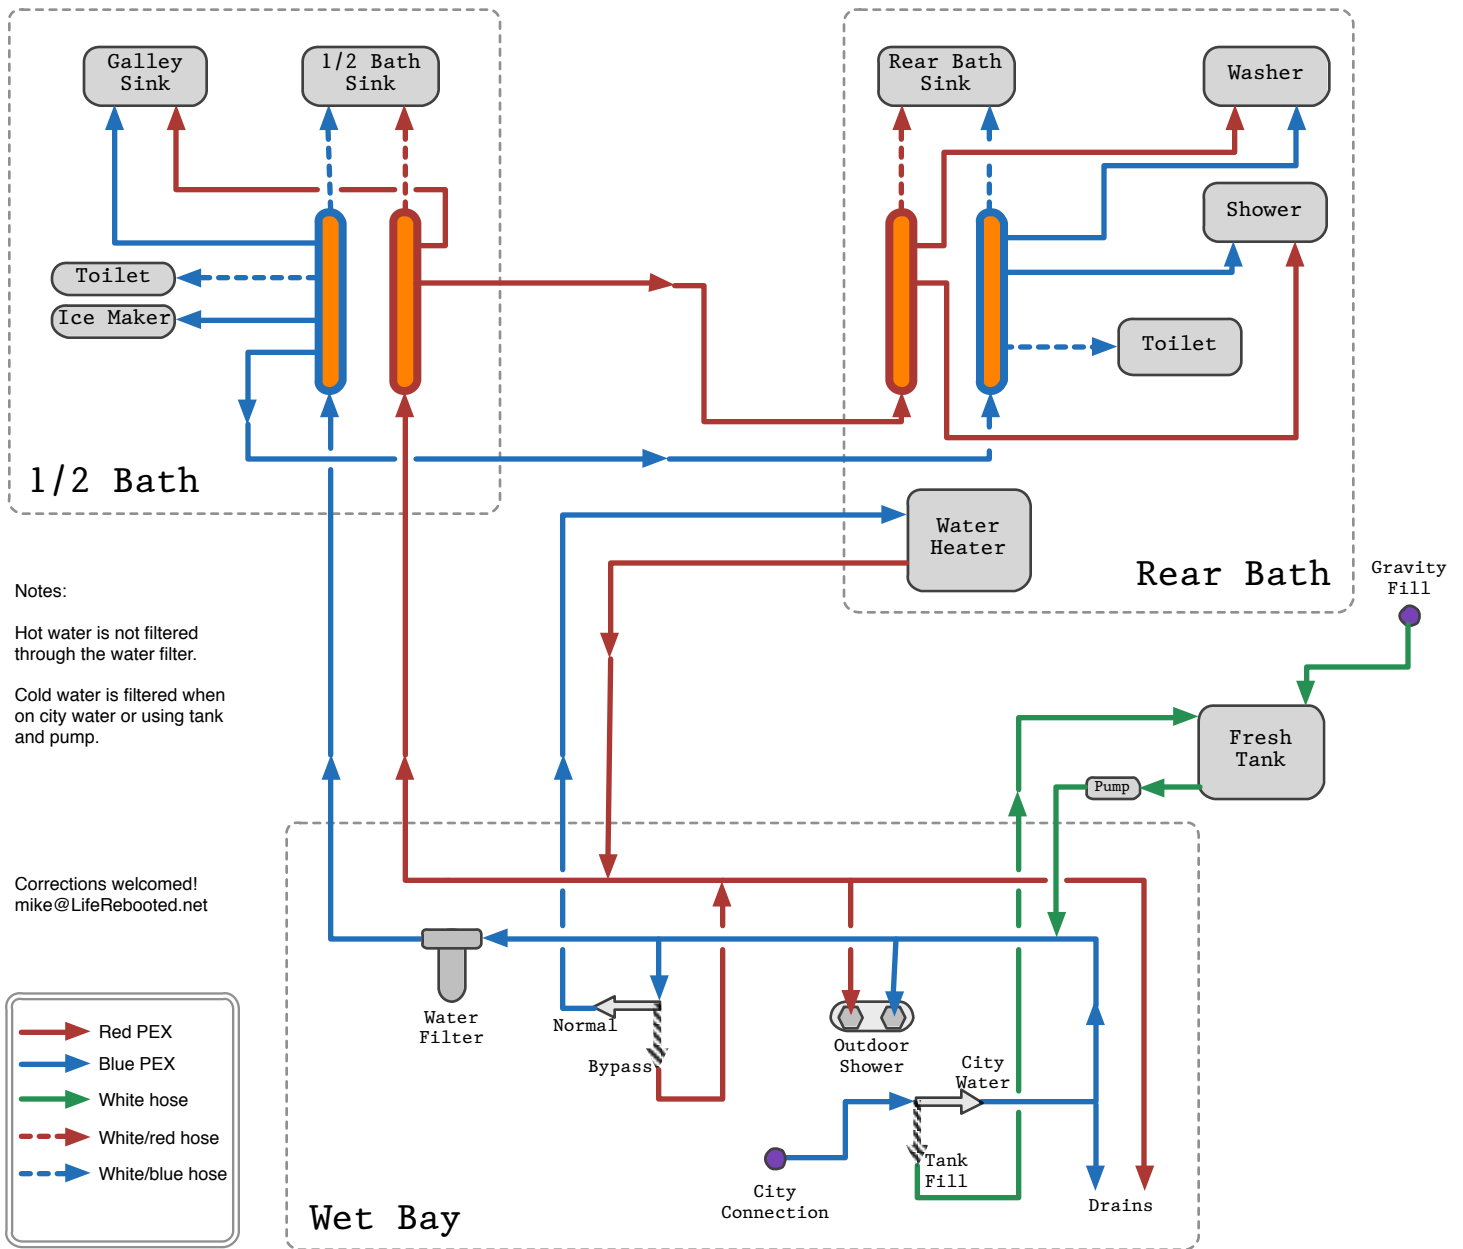 Galley
Sink
1/2 Bath
Sink
Rear Bath
Sink
Washer
Shower
Toilet
Ice Maker
Toilet
1/2 Bath
Water
Heater
Rear Bath
Gravity
Fill
Notes:
Hot water is not filtered
through the water filter.
Cold water is filtered when
on city water or using tank
and pump.
Fresh
Tank
Pump
Corrections welcomed!
mike@LifeRebooted.net
Water
Filter
Normal
Bypass
Outdoor
Shower
City
Water
Tank
Fill
City
Connection
Drains
Wet Bay
Red PEX
Blue PEX
White hose
White/red hose
White/blue hose